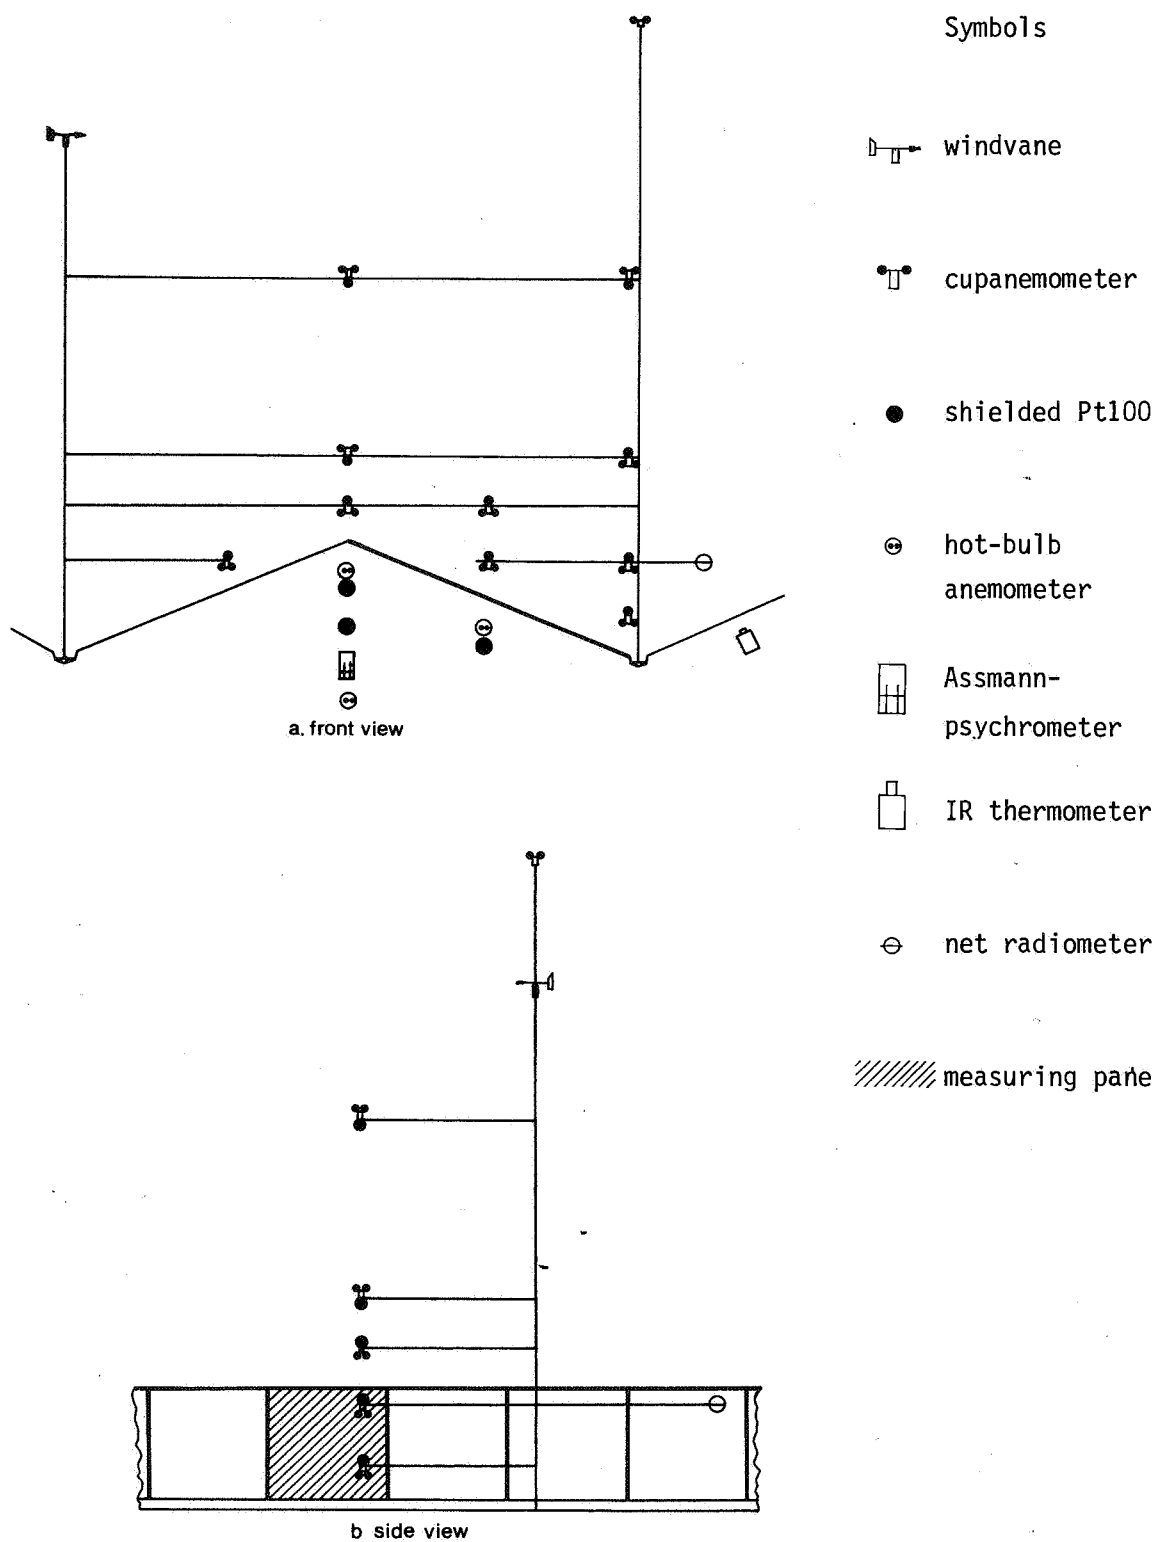 Symbols
windvane
cupanemometer
shielded Pt100
hot-bulb
anemometer
Assmann-
psychrometer
IR thermometer
net radiometer
measuring pane
a. front view
b side view